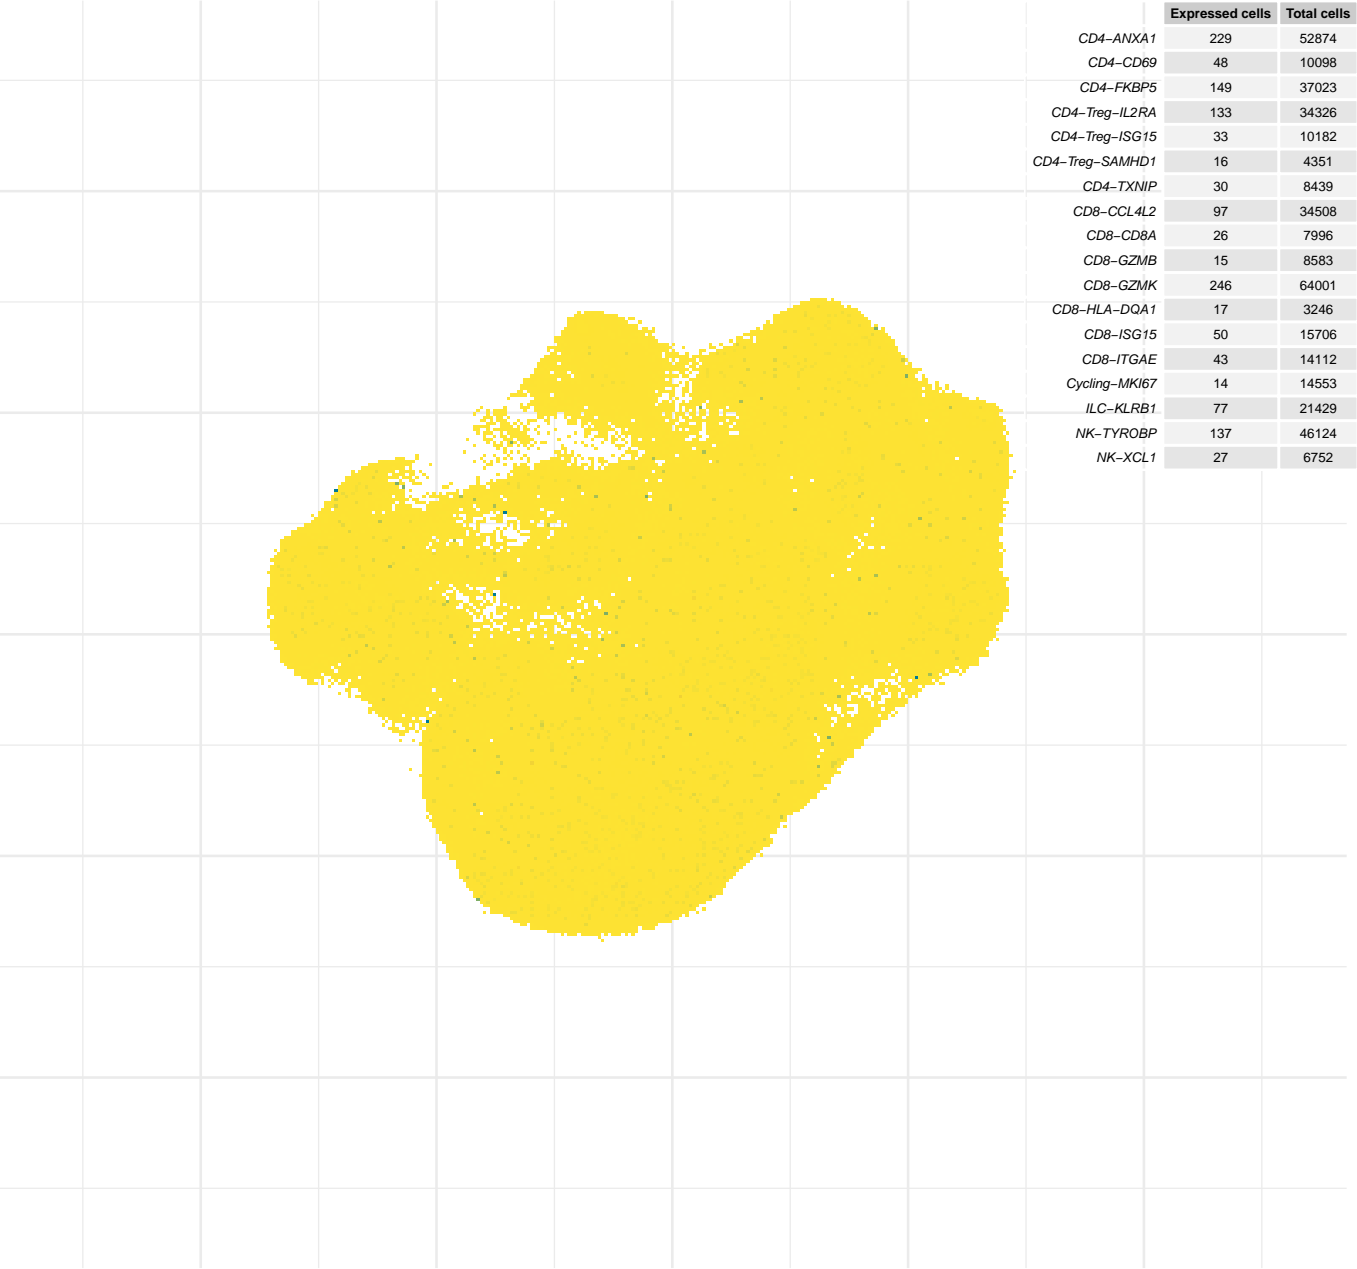 Expressed cells Total cells
CD4−ANXA1 229 52874
CD4−CD69 48 10098
CD4−FKBP5 149 37023
CD4−Treg−IL2RA 133 34326
CD4−Treg−ISG15 33 10182
CD4−Treg−SAMHD1 16 4351
CD4−TXNIP 30 8439
CD8−CCL4L2 97 34508
CD8−CD8A 26 7996
CD8−GZMB 15 8583
CD8−GZMK 246 64001
CD8−HLA−DQA1 17 3246
CD8−ISG15 50 15706
CD8−ITGAE 43 14112
Cycling−MKI67 14 14553
ILC−KLRB1 77 21429
NK−TYROBP 137 46124
NK−XCL1 27 6752